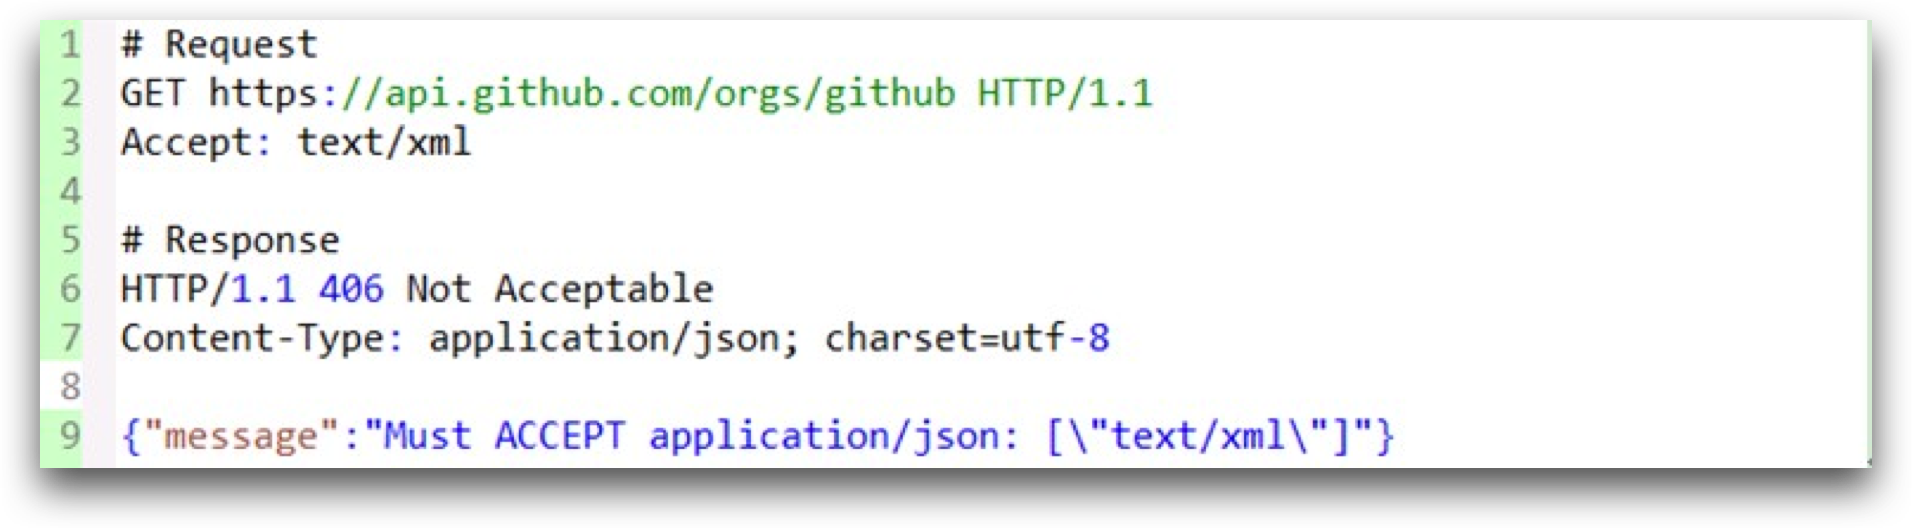 1 # Request
2 GET https://api.github.com/orgs/github HTTP/1.1
3 Accept: text/xml
4
5 # Response
6 HTTP/1.1 406 Not Acceptable
7 Content-Type: application/json; charset=utf-8
8
9 {"message":"Must ACCEPT application/json: [\"text/xml\"]"}